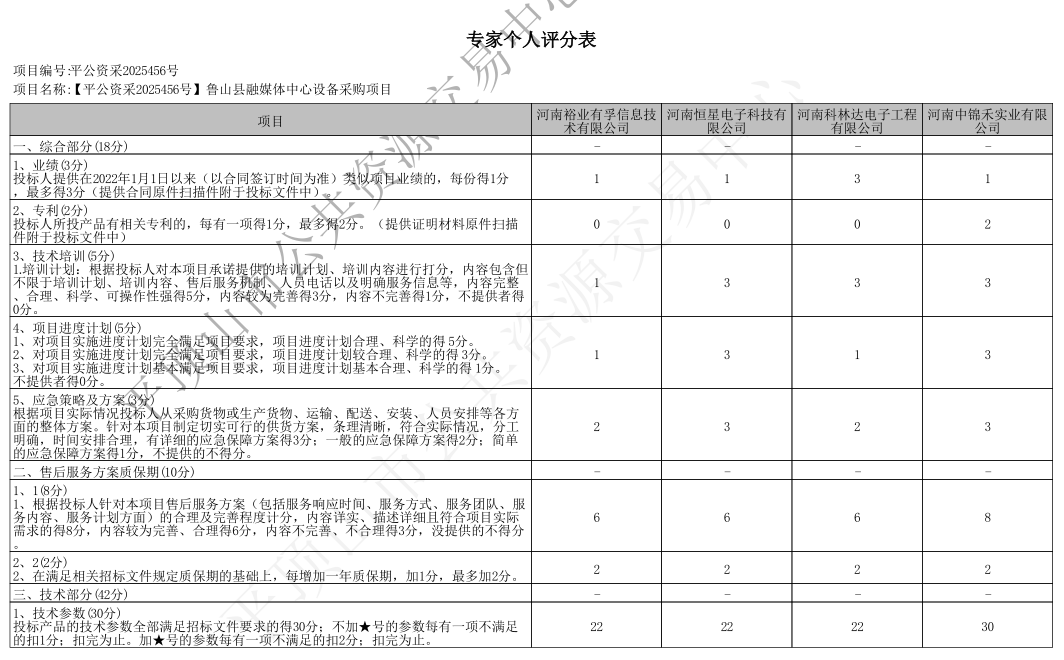 专家个人评分表
项目编号:平公资采2025456号
项目名称:【平公资采2025456号】鲁山县融媒体中心设备采购项目
项目 河南裕业有孚信息技术有限公司 河南恒星电子科技有限公司 河南科林达电子工程有限公司 河南中锦禾实业有限公司
一、综合部分(18分) – – – –
1、业绩(3分)
投标人提供在2022年1月1日以来（以合同签订时间为准）类似项目业绩的，每份得1分
，最多得3分（提供合同原件扫描件附于投标文件中）。
1 1 3 1
2、专利(2分)
投标人所投产品有相关专利的，每有一项得1分，最多得2分。（提供证明材料原件扫描
件附于投标文件中）
0 0 0 2
3、技术培训(5分)
1.培训计划：根据投标人对本项目承诺提供的培训计划、培训内容进行打分，内容包含但
不限于培训计划、培训内容、售后服务机制、人员电话以及明确服务信息等，内容完整
、合理、科学、可操作性强得5分，内容较为完善得3分，内容不完善得1分，不提供者得
0分。
1 3 3 3
4、项目进度计划(5分)
1、对项目实施进度计划完全满足项目要求，项目进度计划合理、科学的得 5分。
2、对项目实施进度计划完全满足项目要求，项目进度计划较合理、科学的得 3分。
3、对项目实施进度计划基本满足项目要求，项目进度计划基本合理、科学的得 1分。
不提供者得0分。
1 3 1 3
5、应急策略及方案(3分)
根据项目实际情况投标人从采购货物或生产货物、运输、配送、安装、人员安排等各方
面的整体方案。针对本项目制定切实可行的供货方案，条理清晰，符合实际情况，分工
明确，时间安排合理，有详细的应急保障方案得3分；一般的应急保障方案得2分；简单
的应急保障方案得1分，不提供的不得分。
2 3 2 3
二、售后服务方案质保期(10分) – – – –
1、1(8分)
1、根据投标人针对本项目售后服务方案（包括服务响应时间、服务方式、服务团队、服
务内容、服务计划方面）的合理及完善程度计分，内容详实、描述详细且符合项目实际
需求的得8分，内容较为完善、合理得6分，内容不完善、不合理得3分，没提供的不得分
。
6 6 6 8
2、2(2分)
2、在满足相关招标文件规定质保期的基础上，每增加一年质保期，加1分，最多加2分。
2 2 2 2
三、技术部分(42分) – – – –
1、技术参数(30分)
投标产品的技术参数全部满足招标文件要求的得30分；不加★号的参数每有一项不满足
的扣1分；扣完为止。加★号的参数每有一项不满足的扣2分；扣完为止。
22 22 22 30
平顶山市公共资源交易中心
平顶山市公共资源交易中心